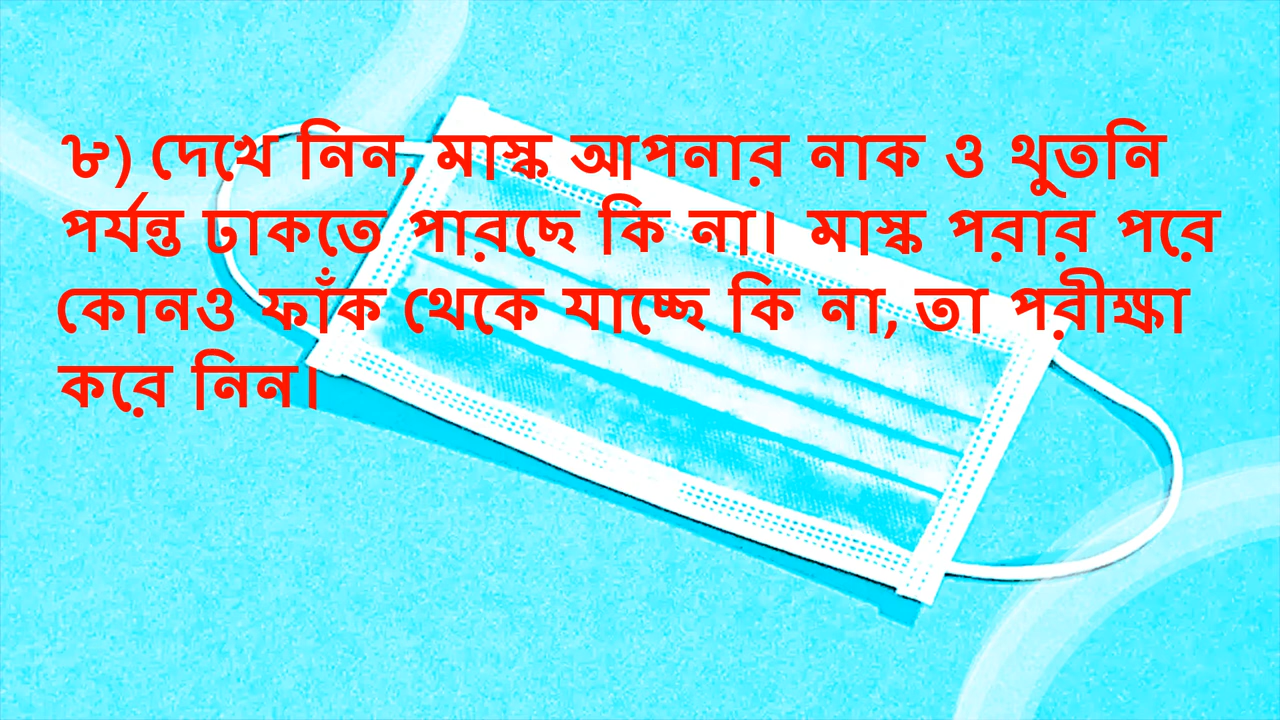 ৮) দেখে নিন, মাস্ক আপনার নাক ও থুতনি
পর্যন্ত ঢাকতে পারছে কি না। মাস্ক পরার পরে
কোনও ফাঁক থেকে যাচ্ছে কি না, তা পরীক্ষা
করে নিন।